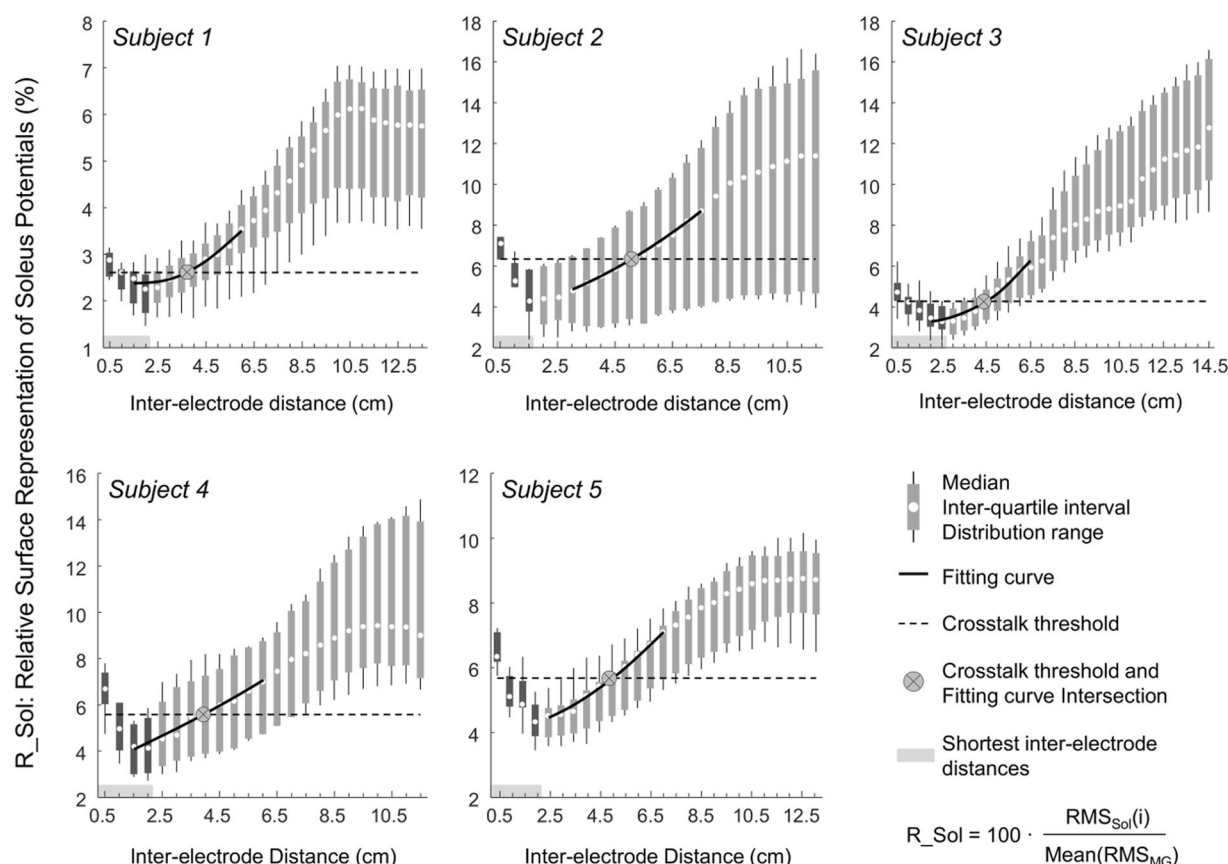 R_Sol: Relative Surface Representation of Soleus Potentials (%)
Subject 1
8
7
6
5
4
3
2
1
0.5 2.5 4.5 6.5 8.5 10.5 12.5
Inter-electrode distance (cm)
Subject 2
18
16
14
12
10
8
6
4
2
0.5 2.5 4.5 6.5 8.5 10.5
Inter-electrode distance (cm)
Subject 3
18
16
14
12
10
8
6
4
2
0.5 2.5 4.5 6.5 8.5 10.5 12.5 14.5
Inter-electrode distance (cm)
Subject 4
16
14
12
10
8
6
4
2
0.5 2.5 4.5 6.5 8.5 10.5
Inter-electrode Distance (cm)
Subject 5
12
10
8
6
4
2
0.5 2.5 4.5 6.5 8.5 10.5 12.5
Inter-electrode Distance (cm)
Median
Inter-quartile interval
Distribution range
Fitting curve
Crosstalk threshold
Crosstalk threshold and
Fitting curve Intersection
Shortest inter-electrode
distances
R_Sol = 100 · RMS_Sol(i)
Mean(RMS_MG)